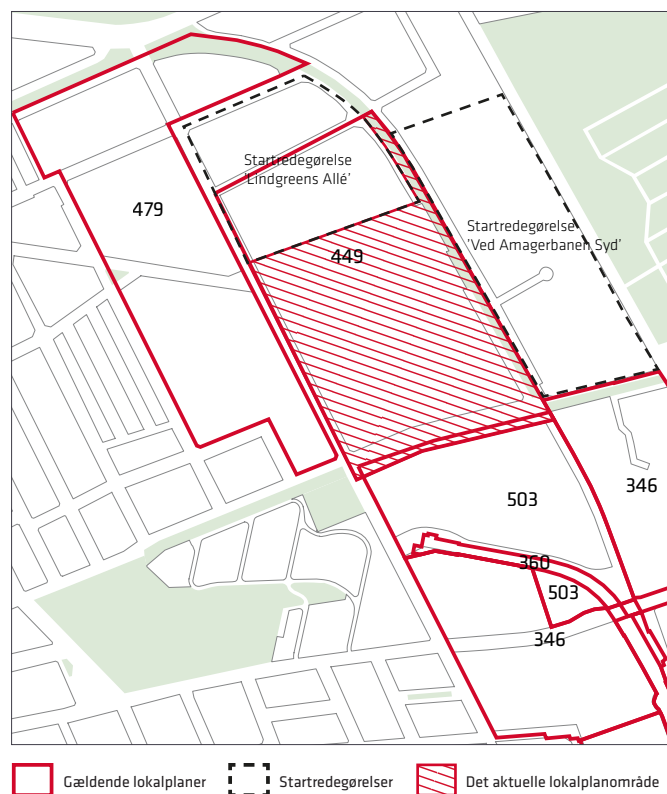 Startredegørelse
'Lindgreens Allé'
479
Startredegørelse
'Ved Amagerbanen Syd'
449
346
503
360
503
346
Gældende lokalplaner
Startredegørelser
Det aktuelle lokalplanområde